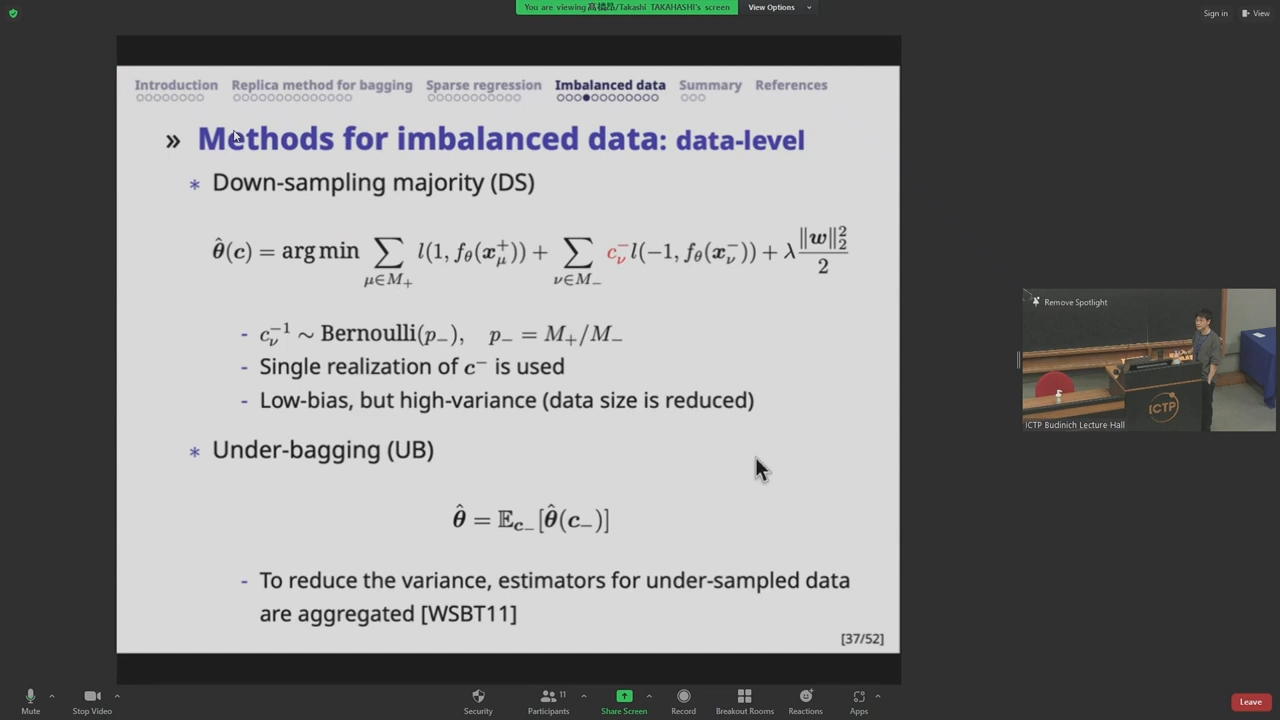 You are viewing 髙橋昂/Takashi TAKAHASHI's screen
View Options
Sign in
View
Introduction Replica method for bagging Sparse regression Imbalanced data Summary References
» Methods for imbalanced data: data-level
* Down-sampling majority (DS)
θ̂(c) = arg min ∑_{μ∈M₊} l(1, f_θ(x_μ^+)) + ∑_{ν∈M₋} c_ν^- l(−1, f_θ(x_ν^-)) + λ ‖w‖₂²/2
- c_ν^{-1} ∼ Bernoulli(p₋), p₋ = M₊/M₋
- Single realization of c⁻ is used
- Low-bias, but high-variance (data size is reduced)
* Under-bagging (UB)
θ̂ = 𝔼_{c₋}[θ̂(c₋)]
- To reduce the variance, estimators for under-sampled data
are aggregated [WSBT11]
[37/52]
Remove Spotlight
ICTP
ICTP Budinich Lecture Hall
Mute
Stop Video
Security
Participants 11
Share Screen
Record
Breakout Rooms
Reactions
Apps
Leave